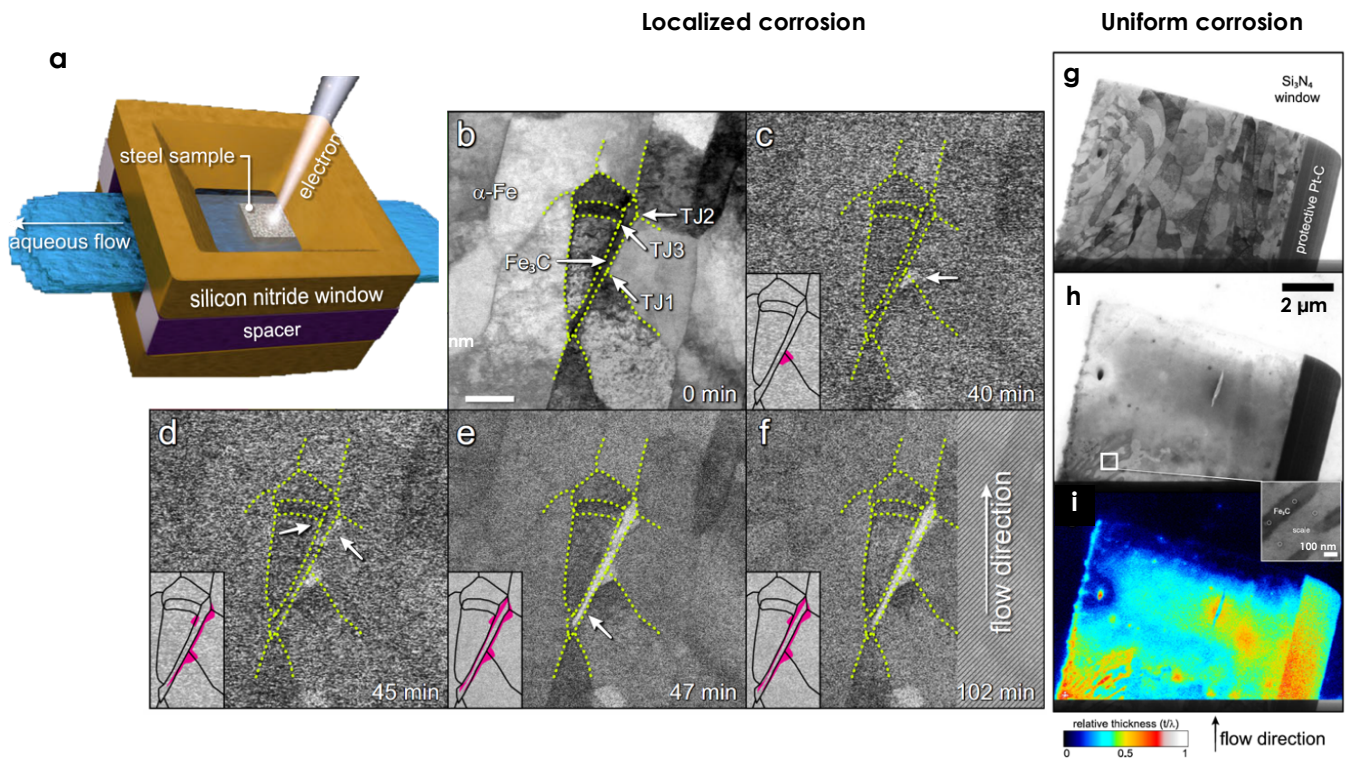 Localized corrosion
Uniform corrosion
a
steel sample
electron
aqueous flow
silicon nitride window
spacer
b
α-Fe
TJ2
TJ3
Fe₃C
TJ1
nm
0 min
c
40 min
d
45 min
e
47 min
f
flow direction
102 min
g
Si₃N₄
window
protective Pt-C
h
2 µm
i
Fe₃C
scale
100 nm
relative thickness (t/λ)
0 0.5 1
flow direction